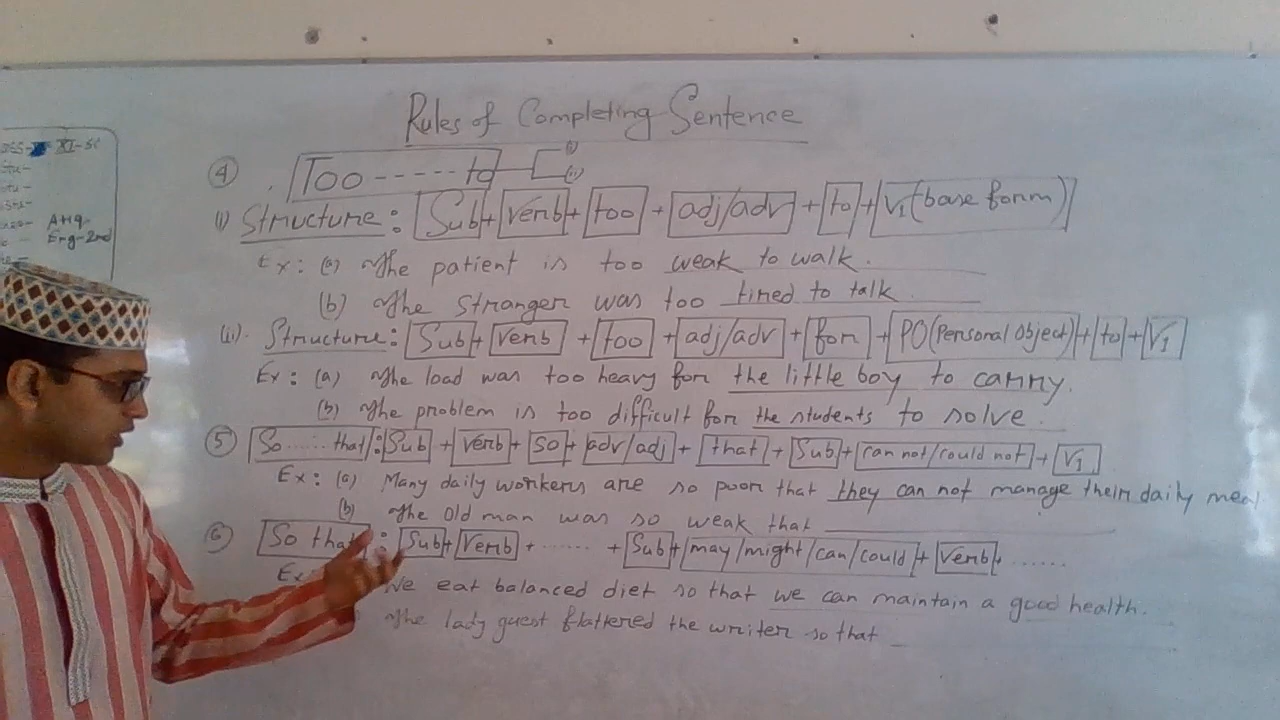 Rules of Completing Sentence
④ Too ----- to (i) (ii)
(i) Structure: Sub + Verb + too + adj/adv + to + V1 (base form)
Ex: (a) The patient is too weak to walk.
(b) The stranger was too tired to talk.
(ii). Structure: Sub + Verb + too + adj/adv + for + PO (Personal Object) + to + V1
Ex: (a) The load was too heavy for the little boy to carry.
(b) The problem is too difficult for the students to solve.
⑤ So ...... that: Sub + Verb + so + adv/adj + that + Sub + can not/could not + V1
Ex: (a) Many daily workers are so poor that they can not manage their daily meal
(b) The old man was so weak that
⑥ So that: Sub + Verb + ...... + Sub + may/might/can/could + Verb + ......
Ex We eat balanced diet so that we can maintain a good health.
The lady guest flattered the writer so that
XI-Sc
Eng-2nd